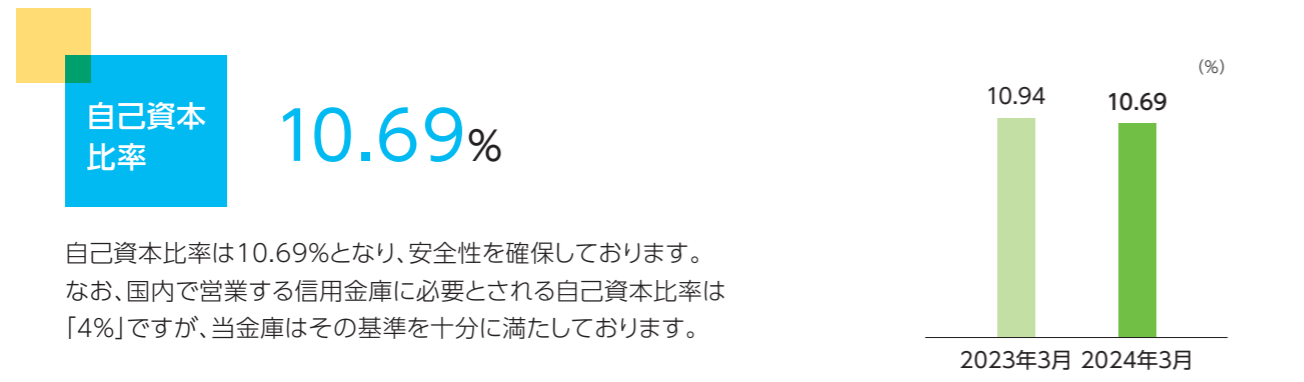 自己資本
比率
10.69%
自己資本比率は10.69%となり、安全性を確保しております。
なお、国内で営業する信用金庫に必要とされる自己資本比率は
「4%」ですが、当金庫はその基準を十分に満たしております。
(%)
10.94
10.69
2023年3月
2024年3月